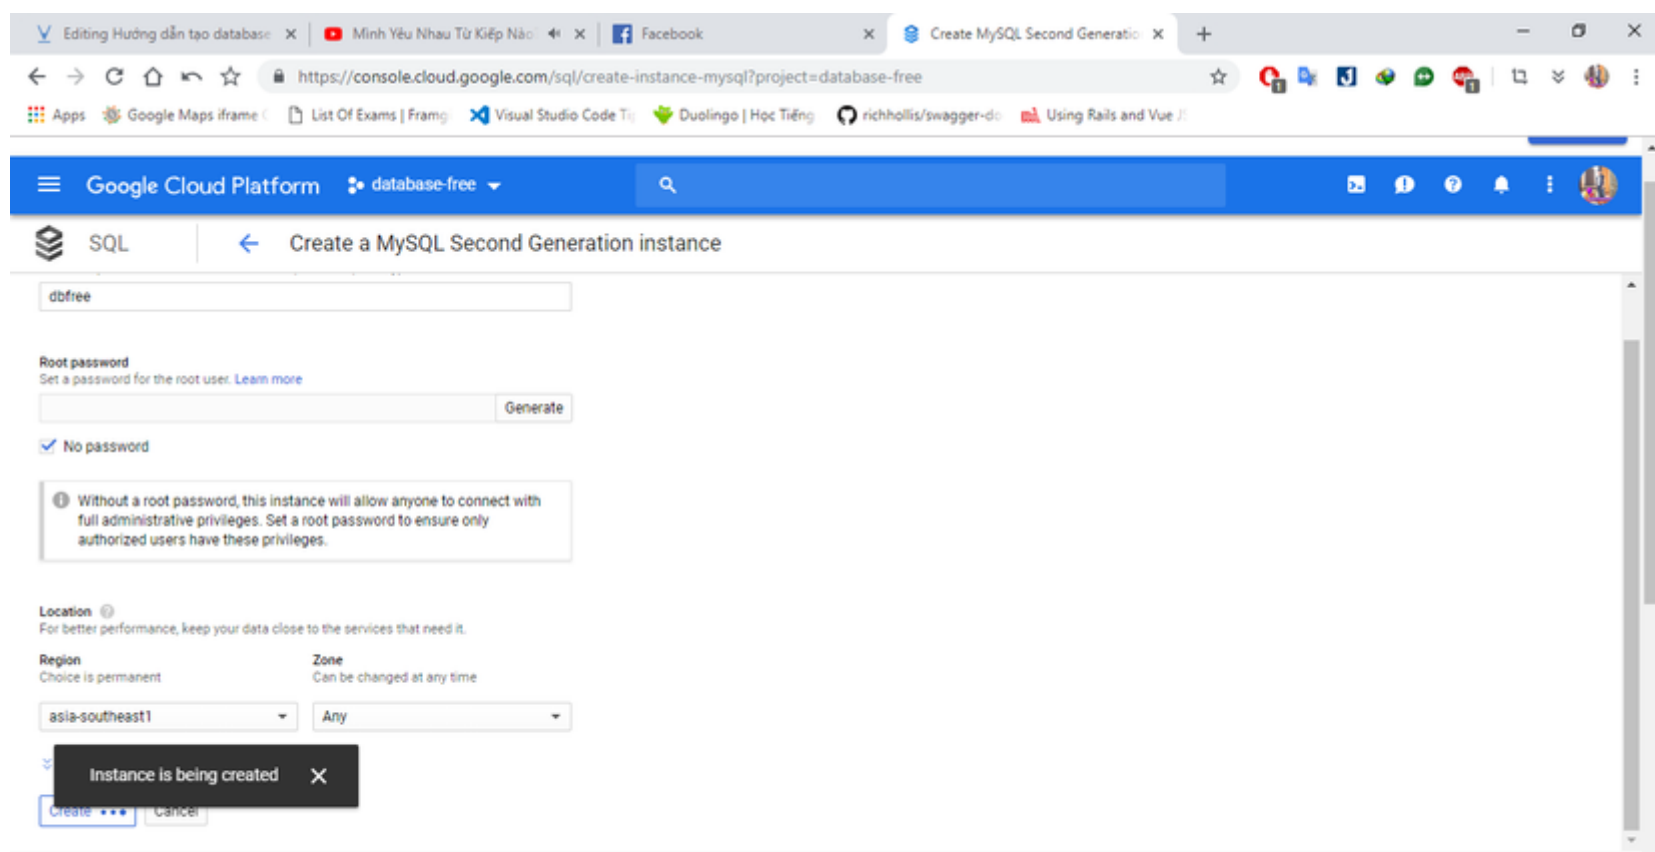 Editing Hướng dẫn tạo database
Minh Yêu Nhau Từ Kiếp Nào
Facebook
Create MySQL Second Generatio
https://console.cloud.google.com/sql/create-instance-mysql?project=database-free
Apps
Google Maps iframe
List Of Exams | Framg
Visual Studio Code
Duolingo | Học Tiếng
richhollis/swagger-do
Using Rails and Vue
Google Cloud Platform
database-free
SQL
Create a MySQL Second Generation instance
dbfree
Root password
Set a password for the root user. Learn more
Generate
No password
Without a root password, this instance will allow anyone to connect with
full administrative privileges. Set a root password to ensure only
authorized users have these privileges.
Location
For better performance, keep your data close to the services that need it.
Region
Zone
Choice is permanent
Can be changed at any time
asia-southeast1
Any
Instance is being created
Create
Cancel